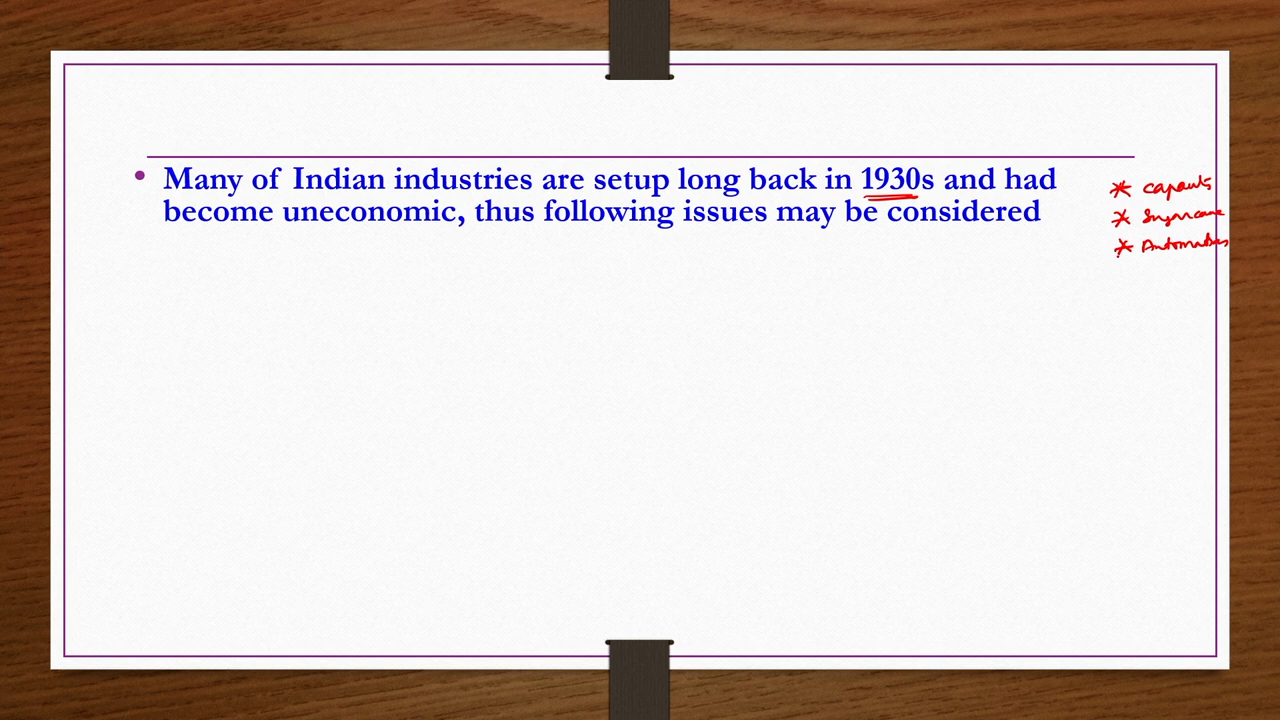 • Many of Indian industries are setup long back in 1930s and had
become uneconomic, thus following issues may be considered
* Capacity
* Sugarcane
* Automation